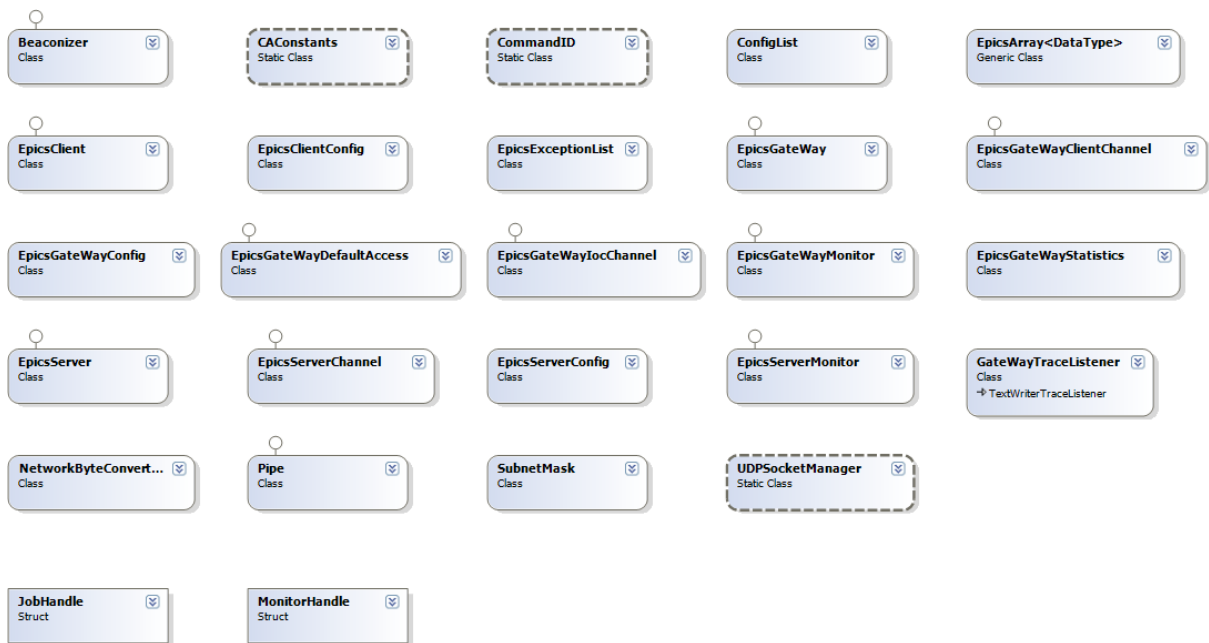 Beaconizer CAConstants CommandID ConfigList EpicsArray<DataType>
Class Static Class Static Class Class Generic Class
EpicsClient EpicsClientConfig EpicsExceptionList EpicsGateWay EpicsGateWayClientChannel
Class Class Class Class Class
EpicsGateWayConfig EpicsGateWayDefaultAccess EpicsGateWayIocChannel EpicsGateWayMonitor EpicsGateWayStatistics
Class Class Class Class Class
EpicsServer EpicsServerChannel EpicsServerConfig EpicsServerMonitor GateWayTraceListener
Class Class Class Class Class
TextWriterTraceListener
NetworkByteConvert... Pipe SubnetMask UDPSocketManager
Class Class Class Static Class
JobHandle MonitorHandle
Struct Struct